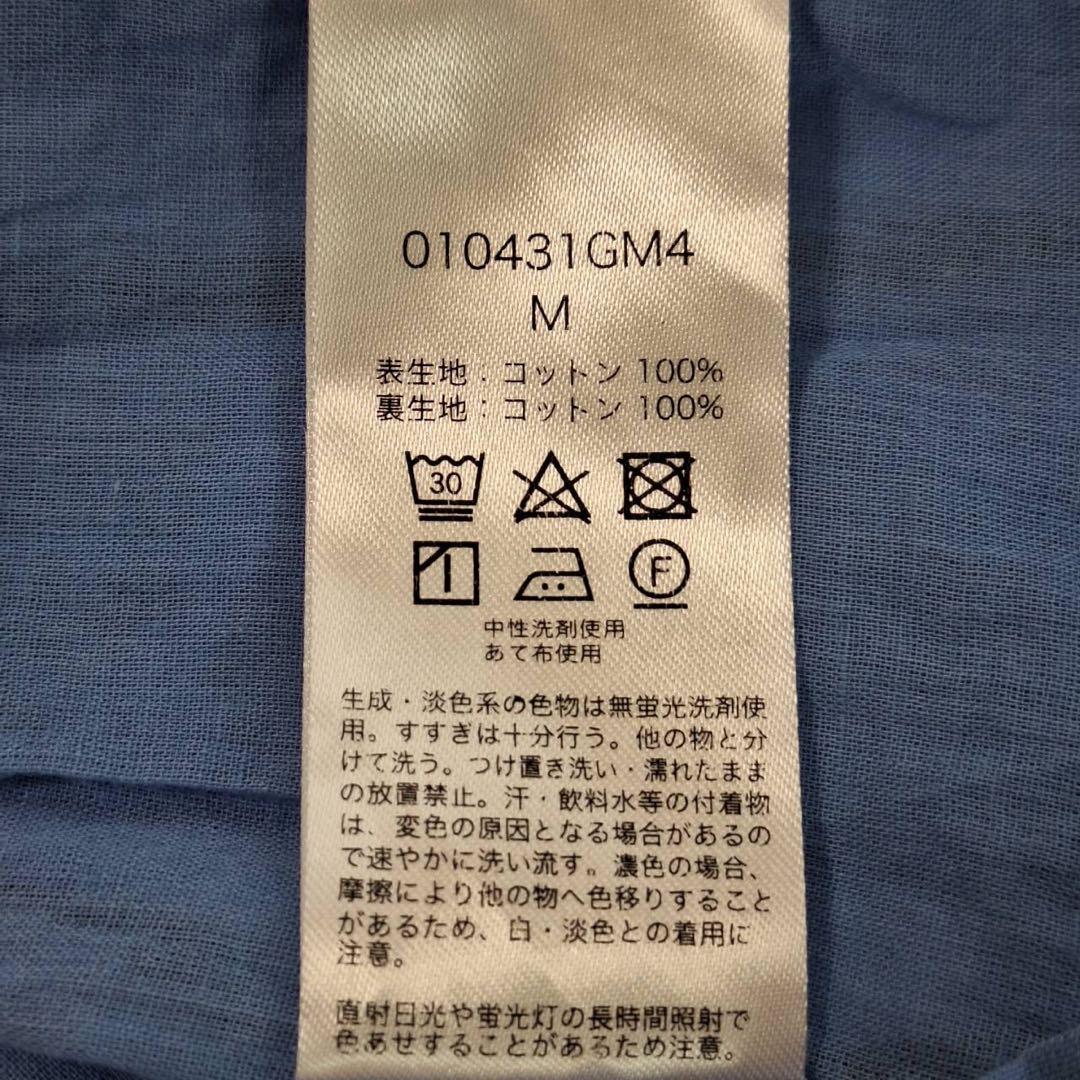 010431GM4
M
表生地：コットン 100%
裏生地：コットン 100%
30
F
中性洗剤使用
あて布使用
生成・淡色系の色物は無蛍光洗剤使
用。すすぎは十分行う。他の物と分
けて洗う。つけ置き洗い・濡れたまま
の放置禁止。汗・飲料水等の付着物
は、変色の原因となる場合があるの
で速やかに洗い流す。濃色の場合、
摩擦により他の物へ色移りすること
があるため、白・淡色との着用に
注意。
直射日光や蛍光灯の長時間照射で
色あせすることがあるため注意。